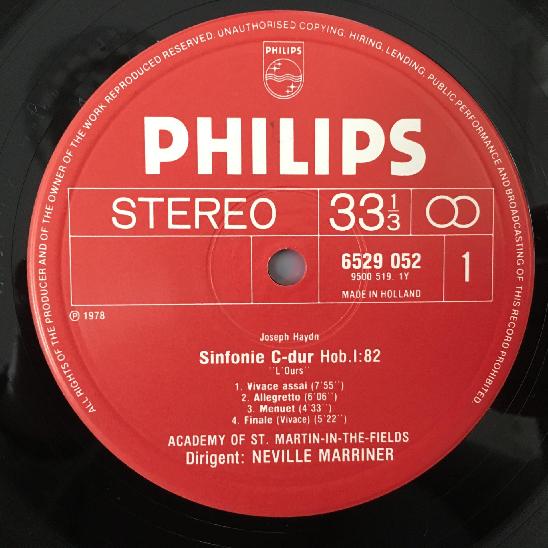 ALL RIGHTS OF THE PRODUCER AND OF THE OWNER OF THE WORK REPRODUCED RESERVED. UNAUTHORISED COPYING, HIRING, LENDING, PUBLIC PERFORMANCE AND BROADCASTING OF THIS RECORD PROHIBITED.
PHILIPS
PHILIPS
STEREO 33 1/3
6529 052 1
9500 519. 1Y
MADE IN HOLLAND
℗ 1978
Joseph Haydn
Sinfonie C-dur Hob.I:82
"L'Ours"
1. Vivace assai (7'55")
2. Allegretto (6'06")
3. Menuet (4'33")
4. Finale (Vivace) (5'22")
ACADEMY OF ST. MARTIN-IN-THE-FIELDS
Dirigent: NEVILLE MARRINER